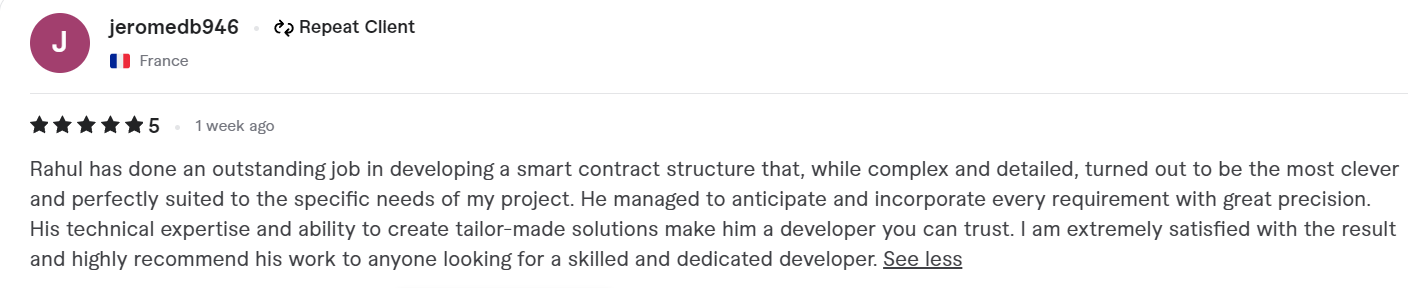 J
jeromedb946
Repeat Client
France
5
1 week ago
Rahul has done an outstanding job in developing a smart contract structure that, while complex and detailed, turned out to be the most clever
and perfectly suited to the specific needs of my project. He managed to anticipate and incorporate every requirement with great precision.
His technical expertise and ability to create tailor-made solutions make him a developer you can trust. I am extremely satisfied with the result
and highly recommend his work to anyone looking for a skilled and dedicated developer. See less